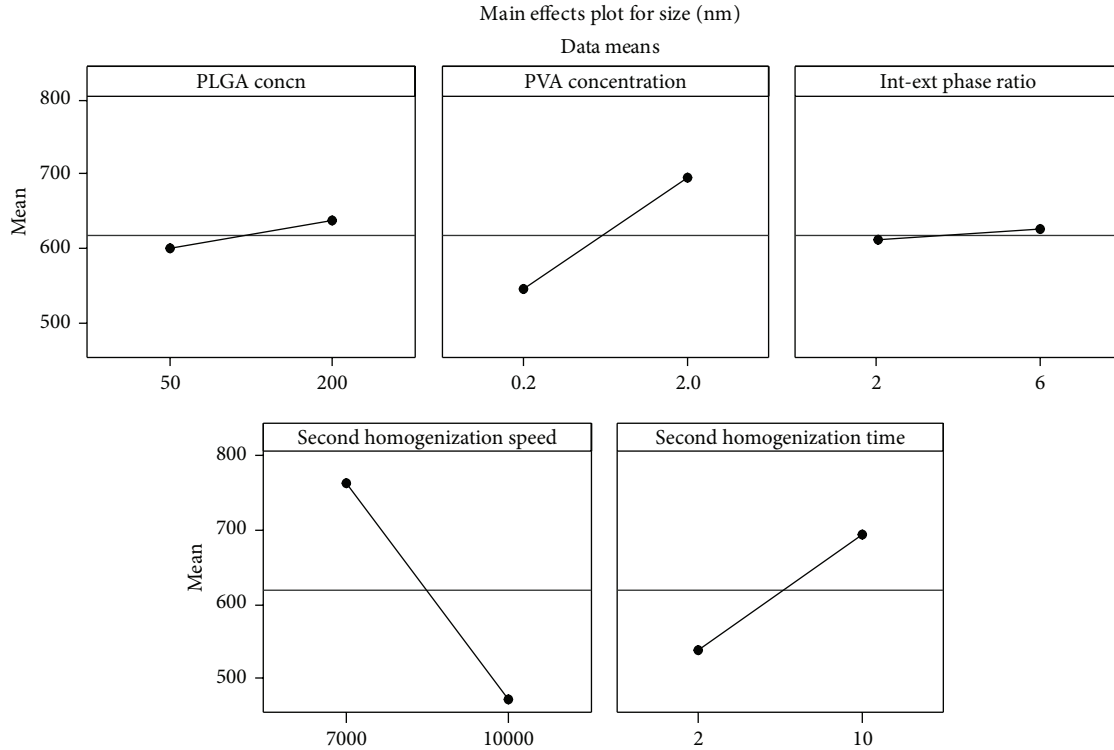 Main effects plot for size (nm)
Data means
PLGA concn
PVA concentration
Int-ext phase ratio
Mean
800
700
600
500
50
200
0.2
2.0
2
6
Second homogenization speed
Second homogenization time
Mean
800
700
600
500
7000
10000
2
10